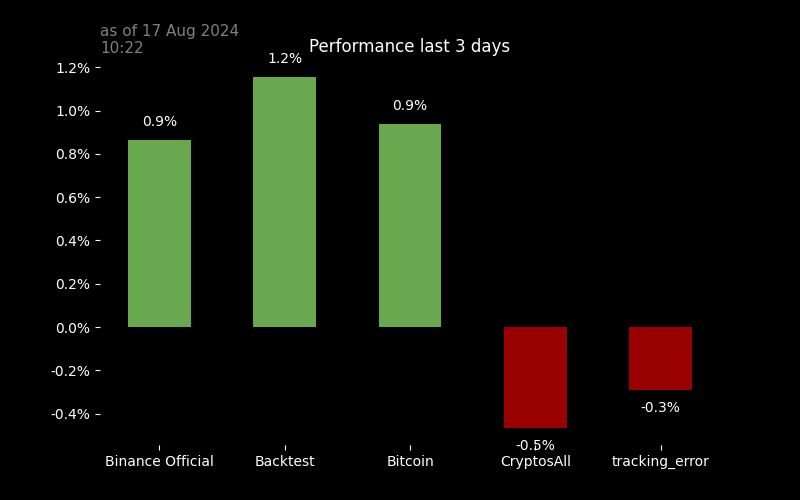 as of 17 Aug 2024
10:22
Performance last 3 days
1.2%
1.0%
0.8%
0.6%
0.4%
0.2%
0.0%
-0.2%
-0.4%
0.9%
1.2%
0.9%
-0.5%
-0.3%
Binance Official
Backtest
Bitcoin
CryptosAll
tracking_error